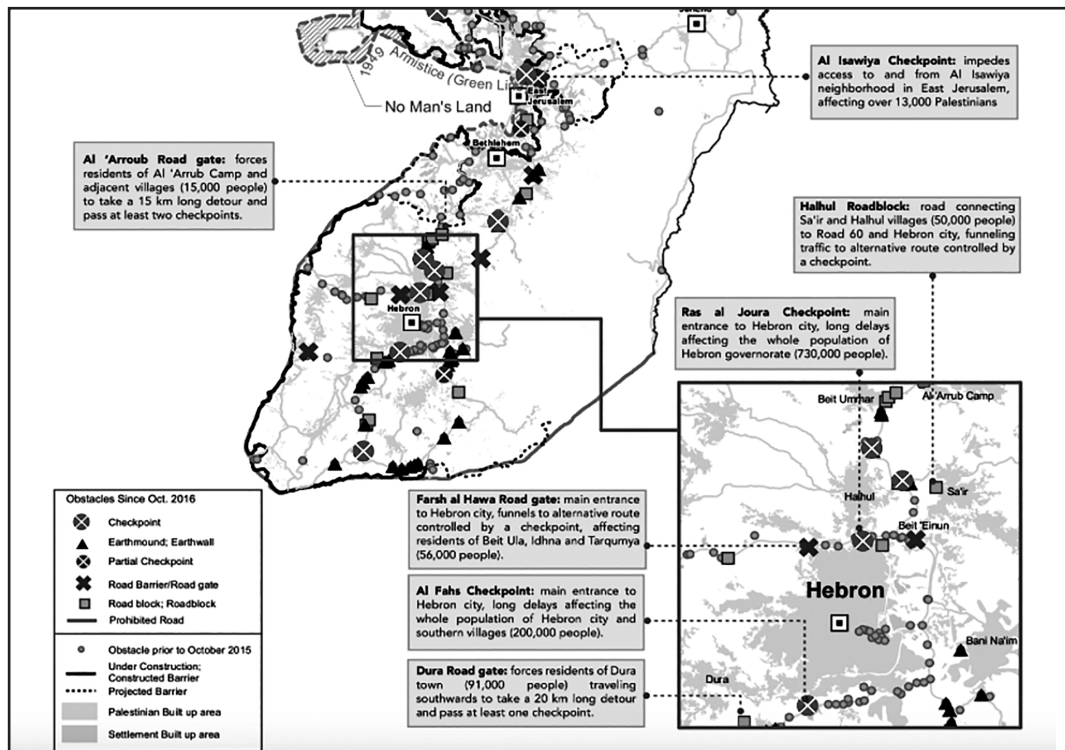 1949
Armistice (Green Lin
No Man's Land
East
Jerusalem
Bethlehem
Hebron
Al Isawiya Checkpoint: impedes
access to and from Al Isawiya
neighborhood in East Jerusalem,
affecting over 13,000 Palestinians
Al 'Arroub Road gate: forces
residents of Al 'Arrub Camp and
adjacent villages (15,000 people)
to take a 15 km long detour and
pass at least two checkpoints.
Halhul Roadblock: road connecting
Sa'ir and Halhul villages (50,000 people)
to Road 60 and Hebron city, funneling
traffic to alternative route controlled by
a checkpoint.
Ras al Joura Checkpoint: main
entrance to Hebron city, long delays
affecting the whole population of
Hebron governorate (730,000 people).
Farsh al Hawa Road gate: main entrance
to Hebron city, funnels to alternative route
controlled by a checkpoint, affecting
residents of Beit Ula, Idhna and Tarqumya
(56,000 people).
Al Fahs Checkpoint: main entrance to
Hebron city, long delays affecting the
whole population of Hebron city and
southern villages (200,000 people).
Dura Road gate: forces residents of Dura
town (91,000 people) traveling
southwards to take a 20 km long detour
and pass at least one checkpoint.
Beit Ummar
Al 'Arrub Camp
Halhul
Sa'ir
Beit 'Einun
Hebron
Bani Na'im
Dura
Obstacles Since Oct. 2016
Checkpoint
Earthmound; Earthwall
Partial Checkpoint
Road Barrier/Road gate
Road block; Roadblock
Prohibited Road
Obstacle prior to October 2015
Under Construction;
Constructed Barrier
Projected Barrier
Palestinian Built up area
Settlement Built up area